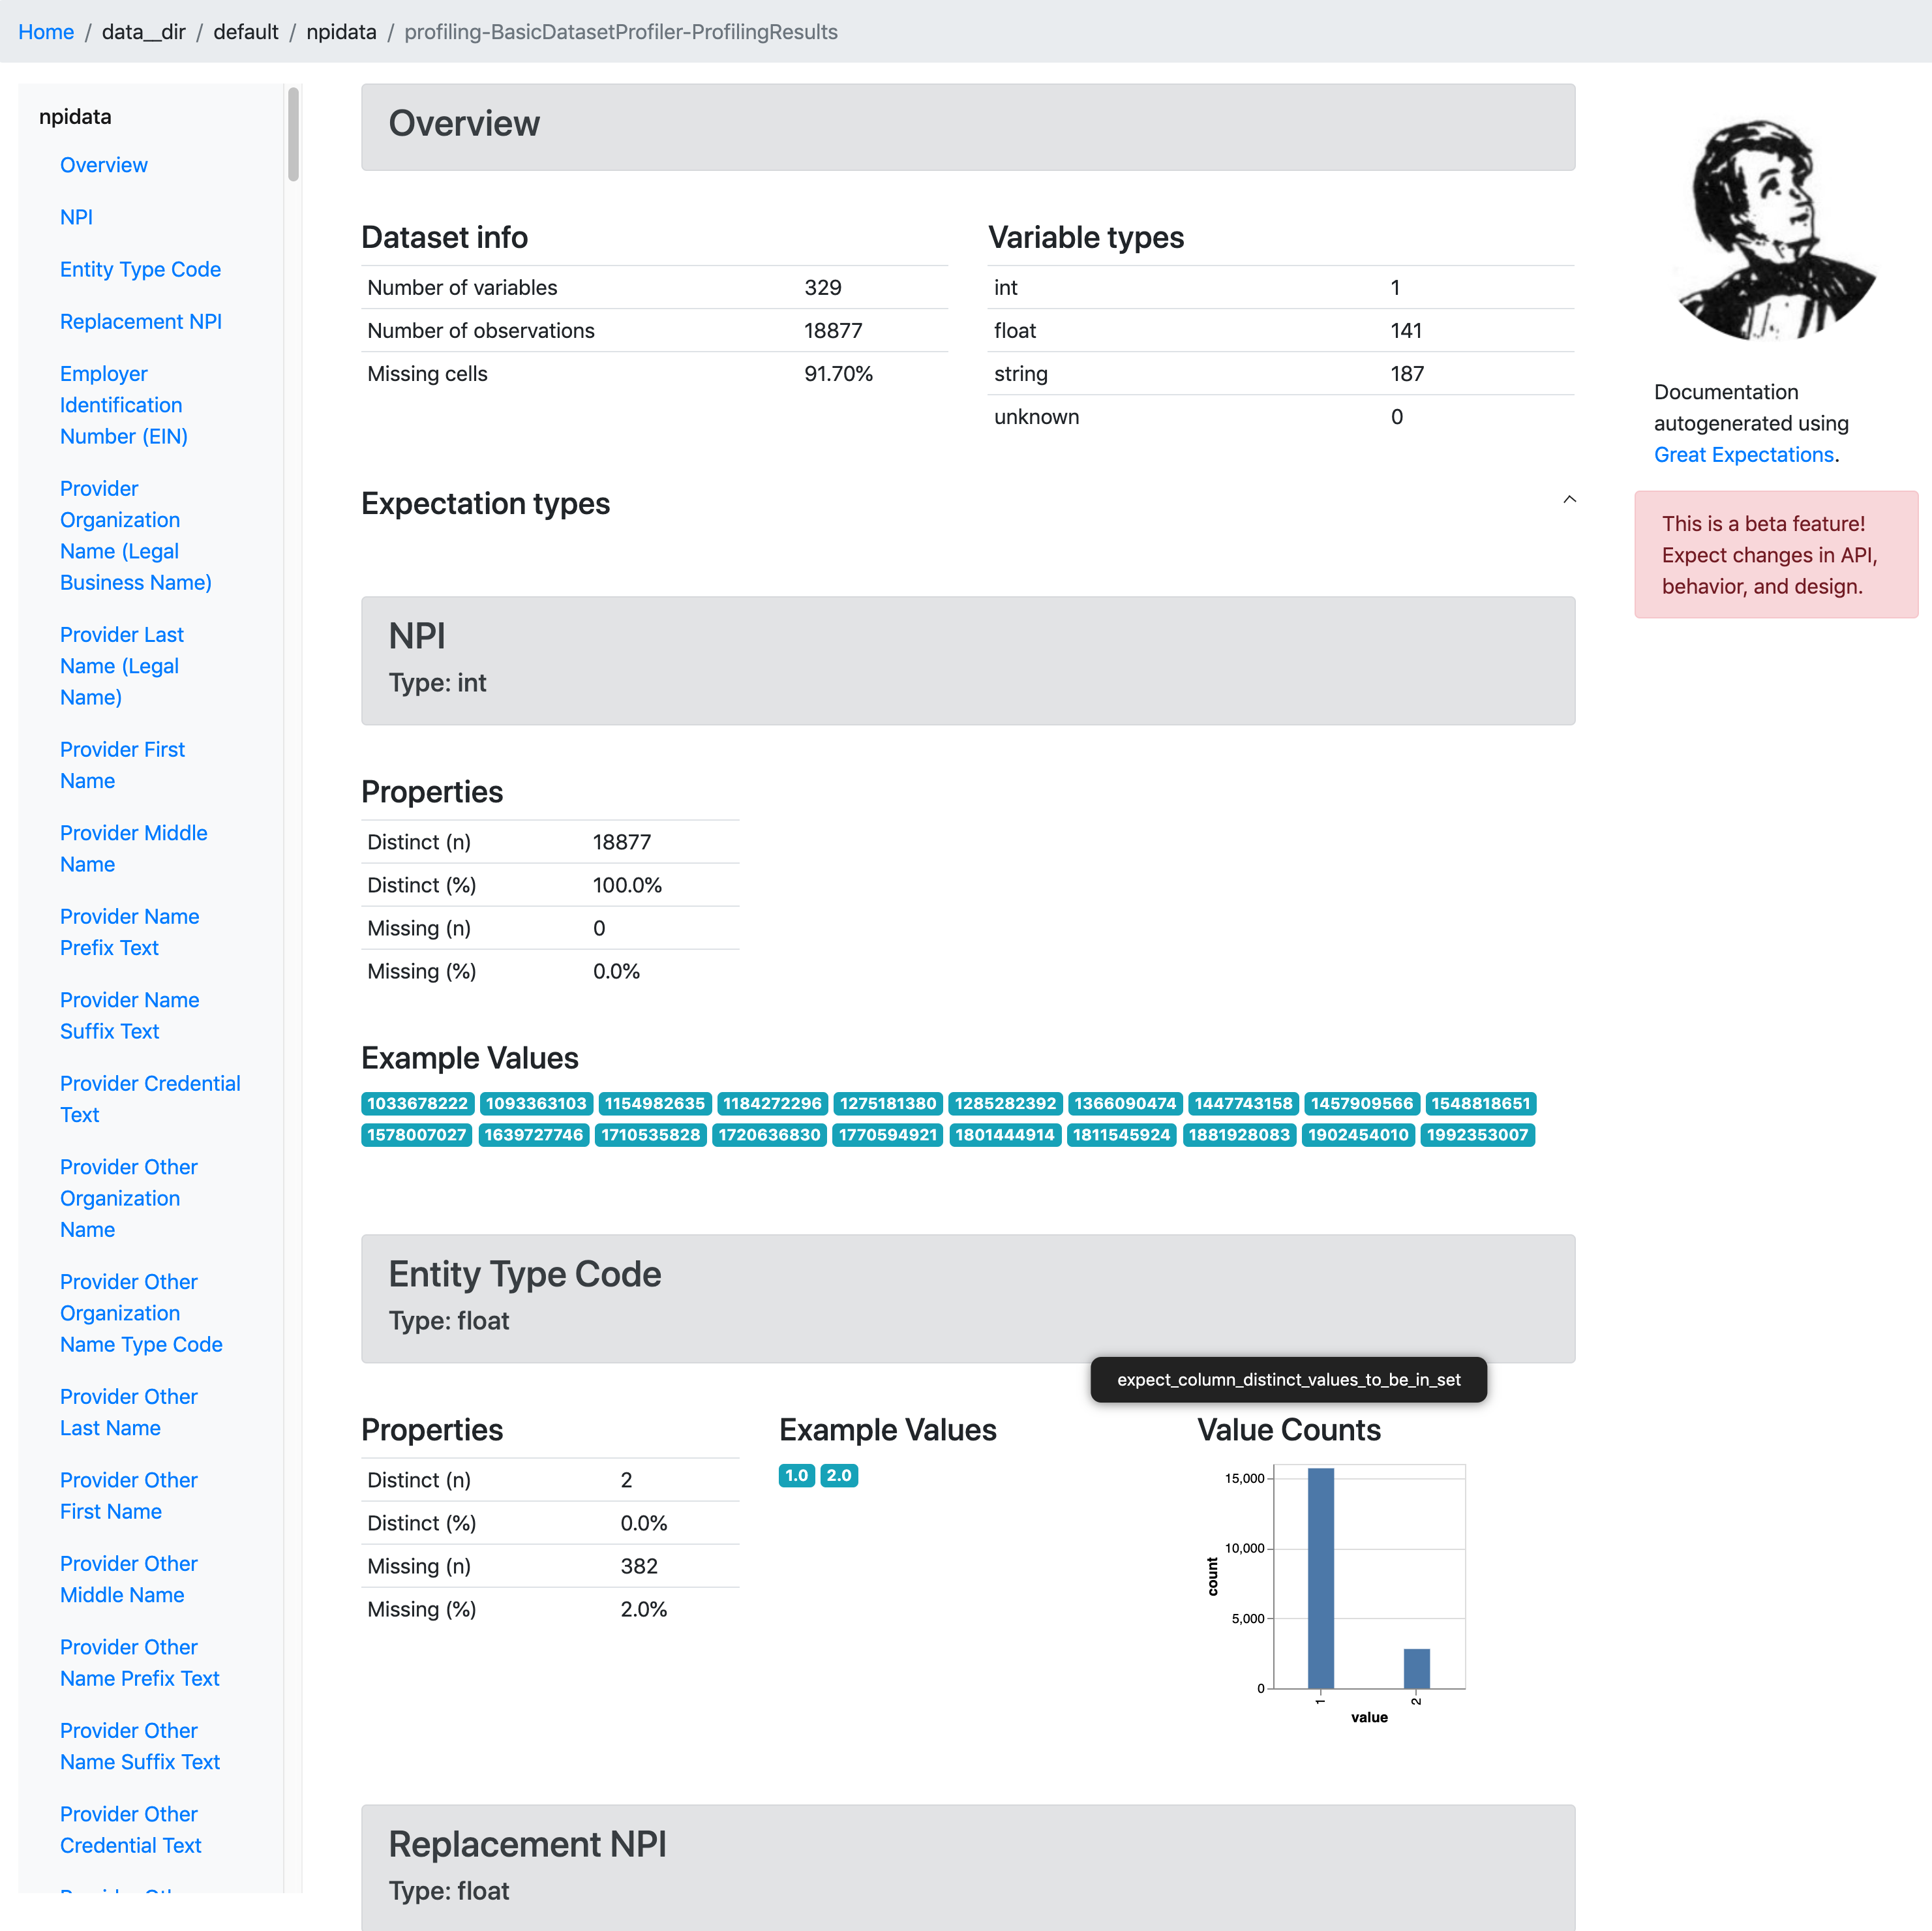 Home / data__dir / default / npidata / profiling-BasicDatasetProfiler-ProfilingResults
npidata
Overview
NPI
Entity Type Code
Replacement NPI
Employer
Identification
Number (EIN)
Provider
Organization
Name (Legal
Business Name)
Provider Last
Name (Legal
Name)
Provider First
Name
Provider Middle
Name
Provider Name
Prefix Text
Provider Name
Suffix Text
Provider Credential
Text
Provider Other
Organization
Name
Provider Other
Organization
Name Type Code
Provider Other
Last Name
Provider Other
First Name
Provider Other
Middle Name
Provider Other
Name Prefix Text
Provider Other
Name Suffix Text
Provider Other
Credential Text
Overview
Dataset info
Number of variables 329
Number of observations 18877
Missing cells 91.70%
Variable types
int 1
float 141
string 187
unknown 0
Expectation types
NPI
Type: int
Properties
Distinct (n) 18877
Distinct (%) 100.0%
Missing (n) 0
Missing (%) 0.0%
Example Values
1033678222 1093363103 1154982635 1184272296 1275181380 1285282392 1366090474 1447743158 1457909566 1548818651
1578007027 1639727746 1710535828 1720636830 1770594921 1801444914 1811545924 1881928083 1902454010 1992353007
Entity Type Code
Type: float
expect_column_distinct_values_to_be_in_set
Properties
Distinct (n) 2
Distinct (%) 0.0%
Missing (n) 382
Missing (%) 2.0%
Example Values
1.0 2.0
Value Counts
15,000
10,000
5,000
0
count
1 2
value
Replacement NPI
Type: float
Documentation
autogenerated using
Great Expectations.
This is a beta feature!
Expect changes in API,
behavior, and design.